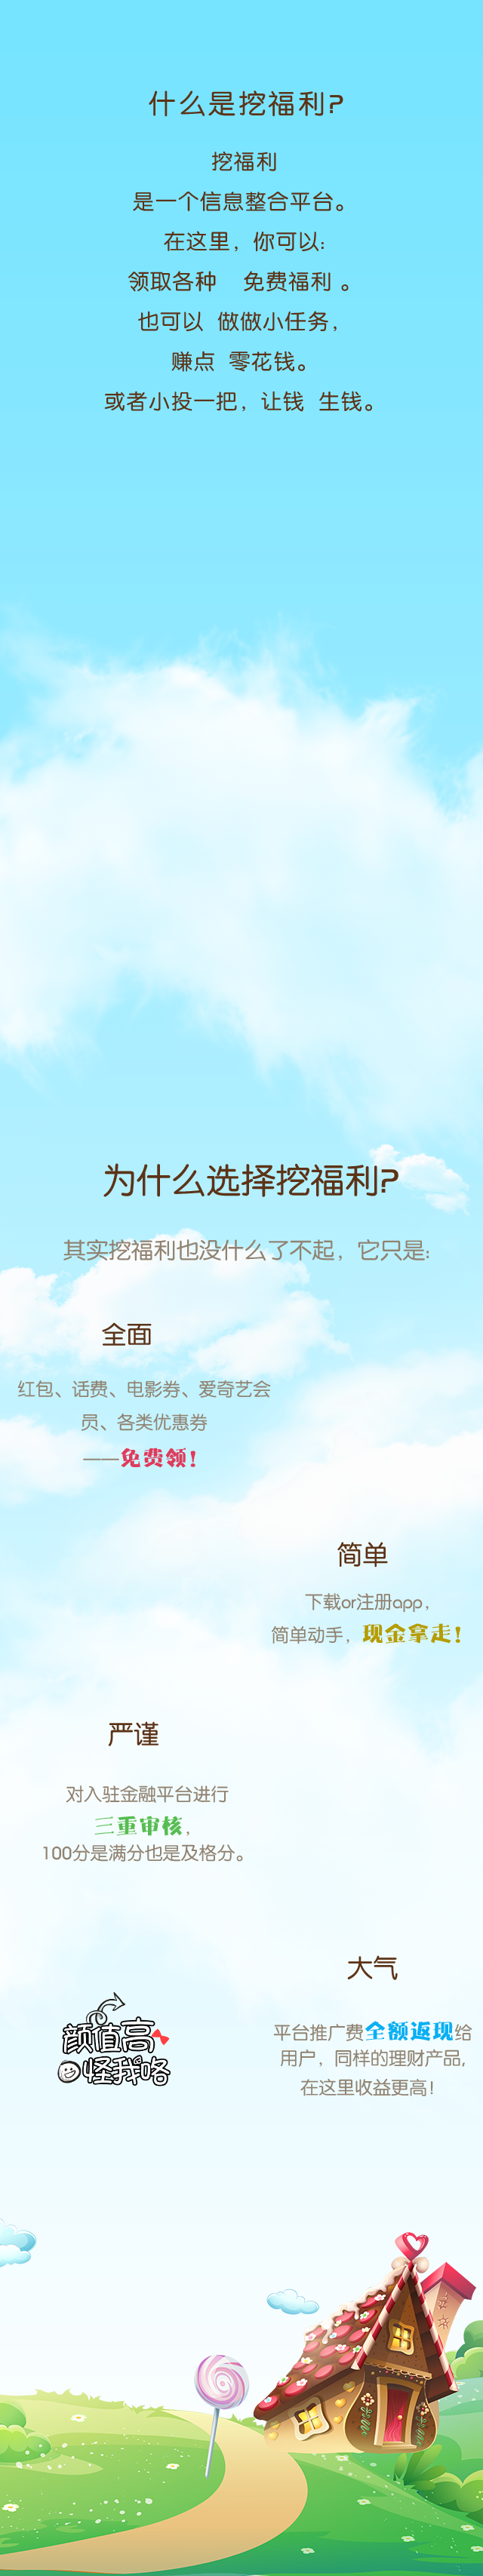 什么是挖福利?
挖福利
是一个信息整合平台。
在这里，你可以:
领取各种 免费福利 。
也可以 做做小任务，
赚点 零花钱。
或者小投一把，让钱 生钱。
为什么选择挖福利?
其实挖福利也没什么了不起，它只是:
全面
红包、话费、电影券、爱奇艺会
员、各类优惠券
——免费领!
简单
下载or注册app，
简单动手，现金拿走!
严谨
对入驻金融平台进行
三重审核，
100分是满分也是及格分。
大气
平台推广费全额返现给
用户，同样的理财产品,
在这里收益更高!
颜值高
怪我咯